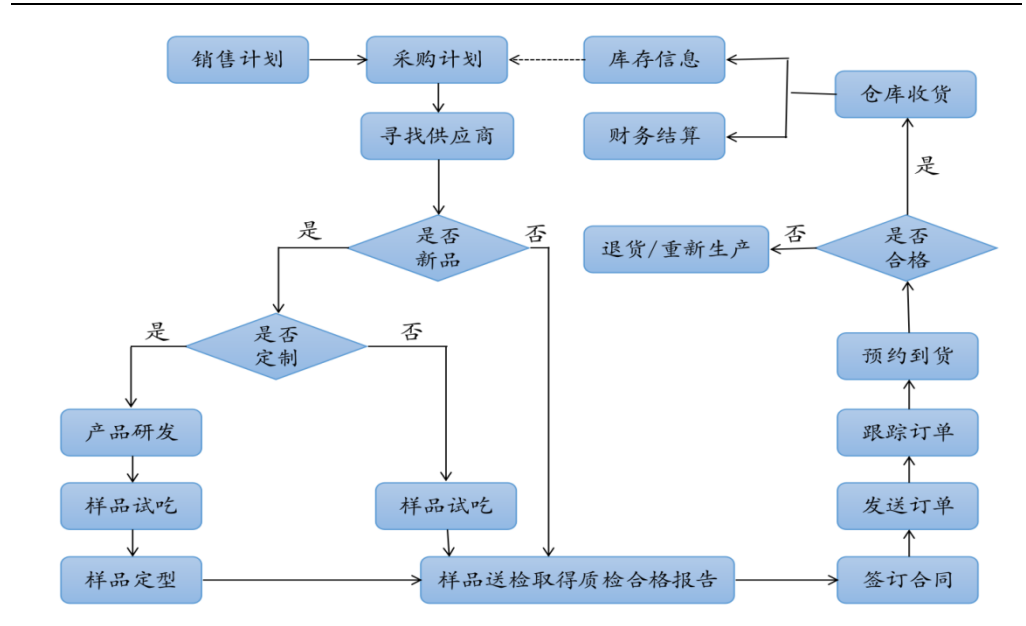 销售计划
采购计划
库存信息
仓库收货
寻找供应商
财务结算
是
是
是否
新品
否
退货/重新生产
否
是否
合格
是
是否
定制
否
预约到货
产品研发
跟踪订单
样品试吃
样品试吃
发送订单
样品定型
样品送检取得质检合格报告
签订合同